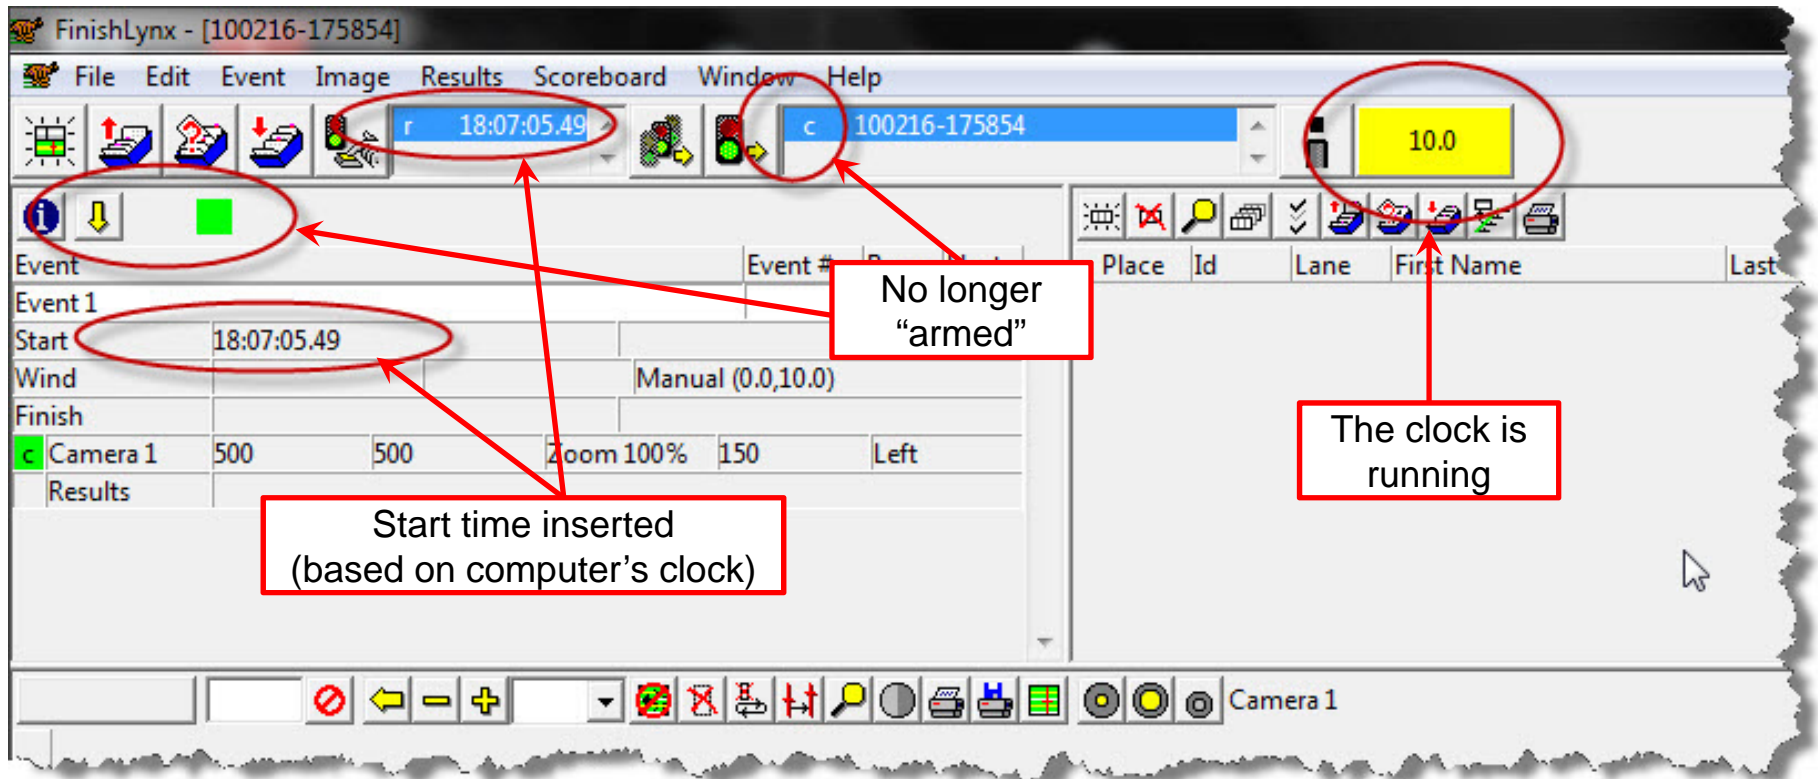 FinishLynx - [100216-175854]
File Edit Event Image Results Scoreboard Window Help
r 18:07:05.49
c 100216-175854
10.0
Event Event #
Place Id Lane First Name Last
Event 1
Start 18:07:05.49
Wind Manual (0.0,10.0)
Finish
c Camera 1 500 500 Zoom 100% 150 Left
Results
No longer
“armed”
The clock is
running
Start time inserted
(based on computer’s clock)
Camera 1